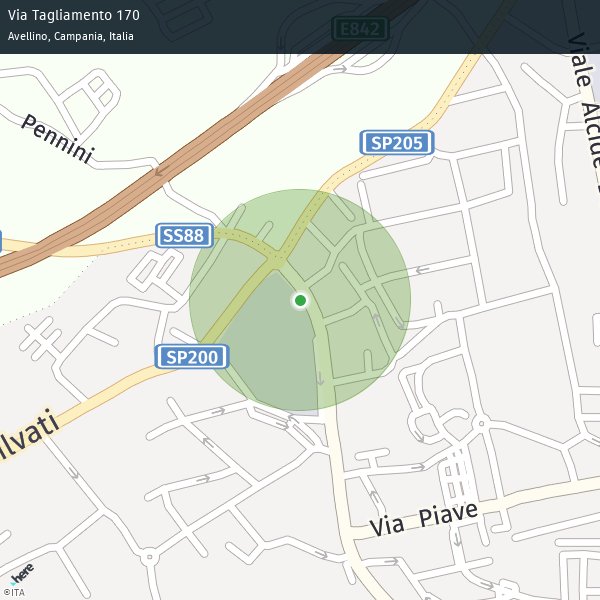 Via Tagliamento 170
Avellino, Campania, Italia
E842
Viale Alcide
Pennini
SP205
SS88
SP200
lvati
Via Piave
here
©ITA